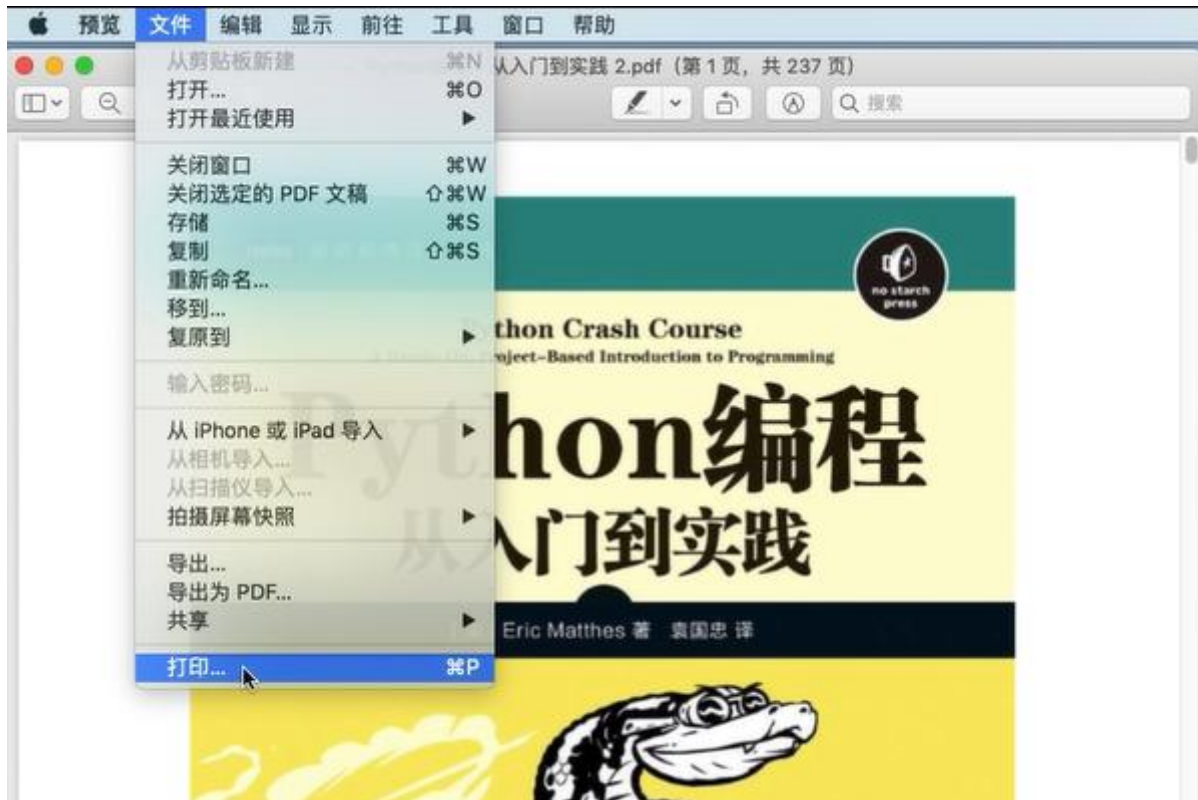 预览 文件 编辑 显示 前往 工具 窗口 帮助
从入门到实践 2.pdf（第 1 页，共 237 页）
搜索
从剪贴板新建 ⌘N
打开... ⌘O
打开最近使用 ▶
关闭窗口 ⌘W
关闭选定的 PDF 文稿 ⇧⌘W
存储 ⌘S
复制 ⇧⌘S
重新命名...
移到...
复原到 ▶
输入密码...
从 iPhone 或 iPad 导入 ▶
从相机导入...
从扫描仪导入...
拍摄屏幕快照 ▶
导出...
导出为 PDF...
共享 ▶
打印... ⌘P
no starch
press
Python Crash Course
Project-Based Introduction to Programming
Python编程
从入门到实践
Eric Matthes 著 袁国忠 译